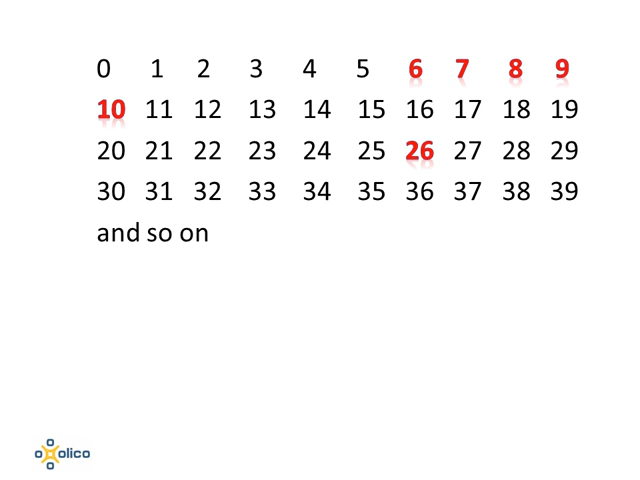 0 1 2 3 4 5 6 7 8 9
10 11 12 13 14 15 16 17 18 19
20 21 22 23 24 25 26 27 28 29
30 31 32 33 34 35 36 37 38 39
and so on
olico